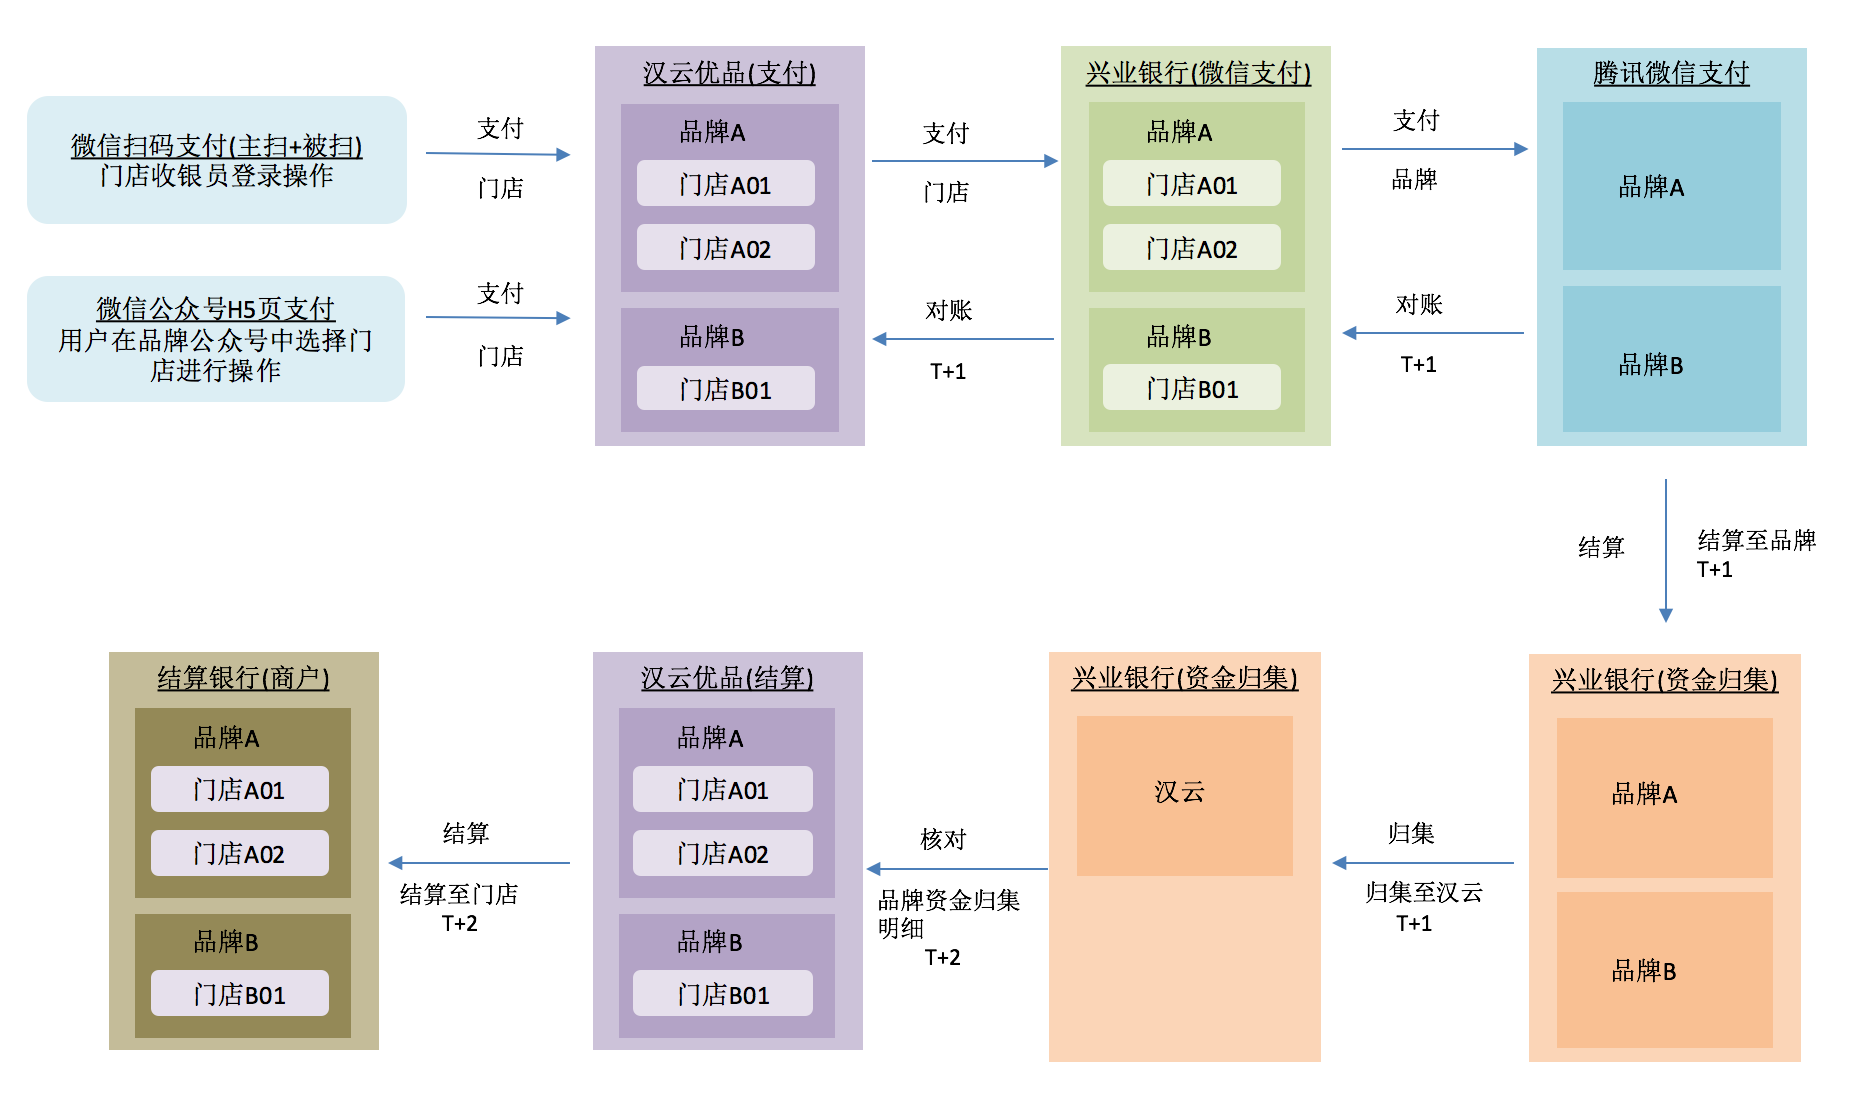 微信扫码支付(主扫+被扫)
门店收银员登录操作
微信公众号H5页支付
用户在品牌公众号中选择门
店进行操作
支付
门店
支付
门店
汉云优品(支付)
品牌A
门店A01
门店A02
品牌B
门店B01
支付
门店
对账
T+1
兴业银行(微信支付)
品牌A
门店A01
门店A02
品牌B
门店B01
支付
品牌
对账
T+1
腾讯微信支付
品牌A
品牌B
结算
结算至品牌
T+1
结算银行(商户)
品牌A
门店A01
门店A02
品牌B
门店B01
结算
结算至门店
T+2
汉云优品(结算)
品牌A
门店A01
门店A02
品牌B
门店B01
核对
品牌资金归集
明细
T+2
兴业银行(资金归集)
汉云
归集
归集至汉云
T+1
兴业银行(资金归集)
品牌A
品牌B